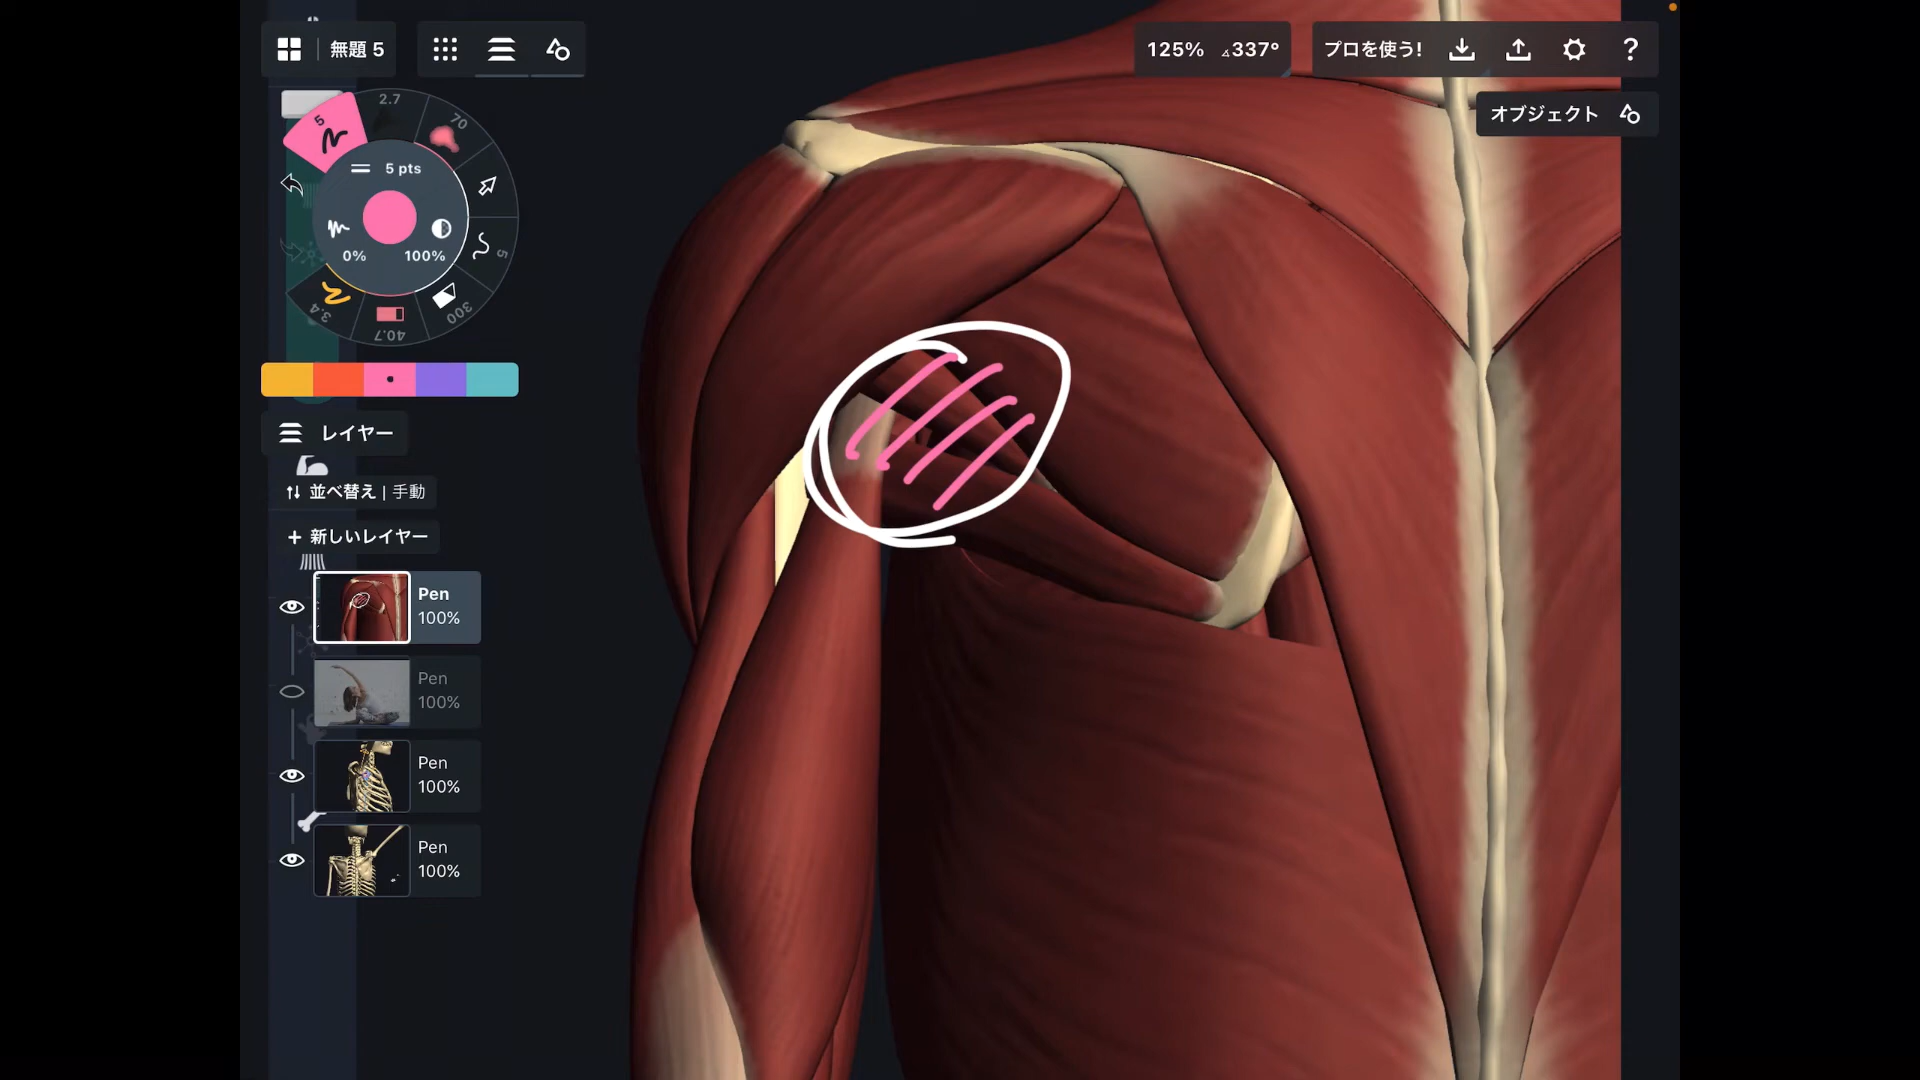 無題 5
125% ⦟337°
プロを使う!
?
オブジェクト
2.7
70
5
5 pts
0%
100%
5
300
40.7
3.4
レイヤー
並べ替え | 手動
+ 新しいレイヤー
Pen
100%
Pen
100%
Pen
100%
Pen
100%